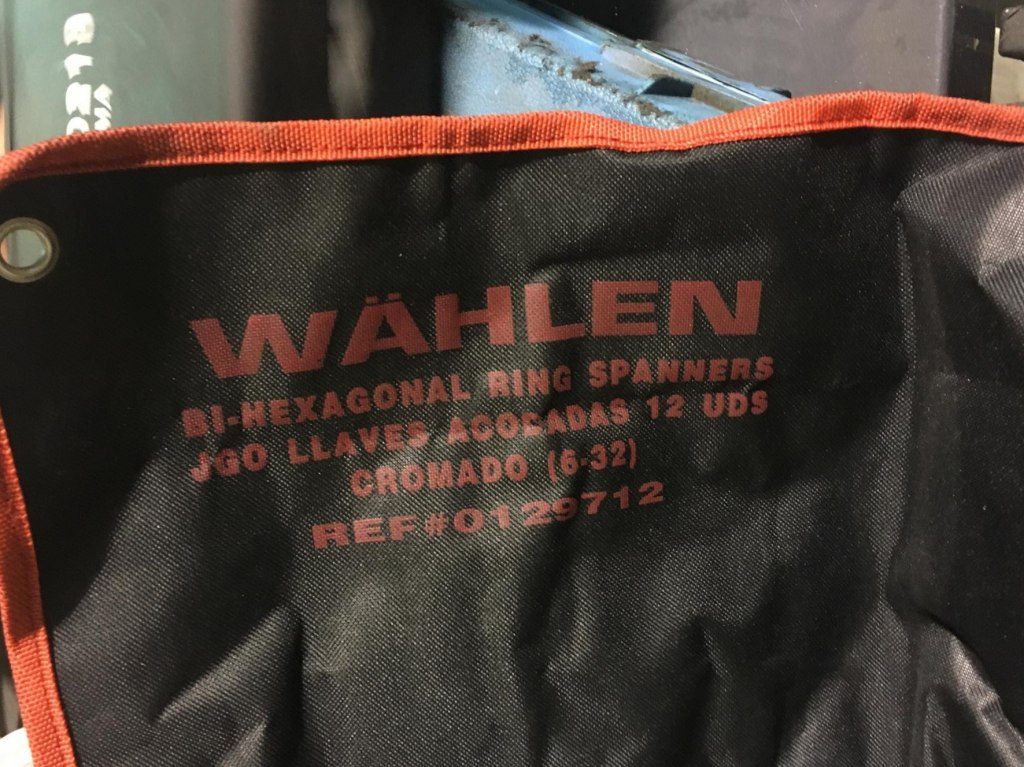 WÄHLEN
BI-HEXAGONAL RING SPANNERS
JGO LLAVES ACODADAS 12 UDS
CROMADO (6-32)
REF#0129712